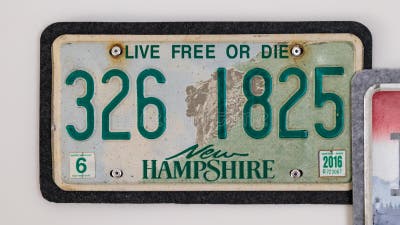 LIVE FREE OR DIE
326 1825
6
2016
New
HAMPSHIRE